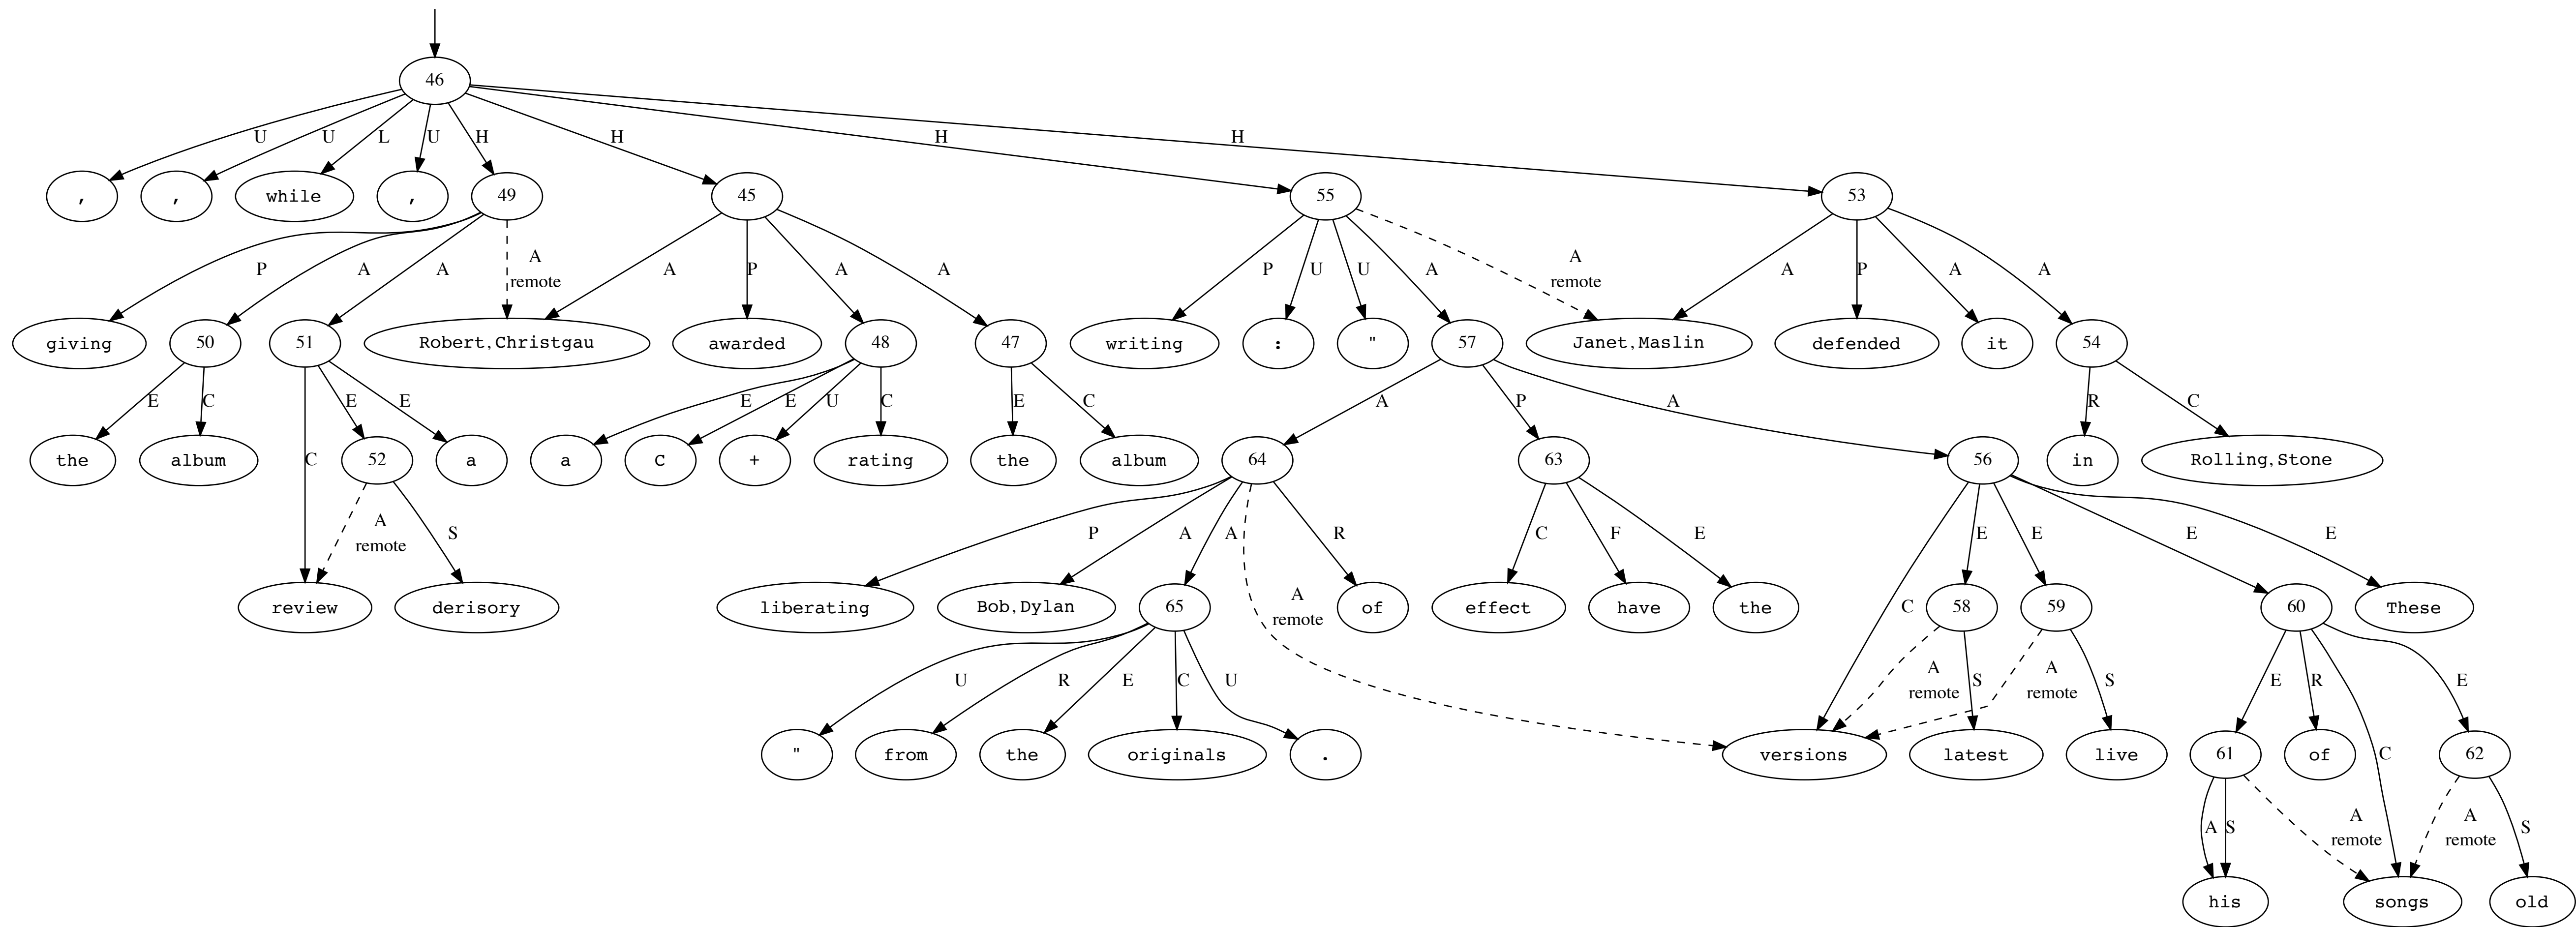 46
U U L U H H H H
, , while , 49 45 55 53
P A A A remote A P A A P U U A A remote A P A A
giving 50 51 Robert,Christgau awarded 48 47 writing : " 57 Janet,Maslin defended it 54
E C C E E E E U C E C A P A R C
the album 52 a a C + rating the album 64 63 56 in Rolling,Stone
A remote S P A A A remote R C F E C E E E E
review derisory liberating Bob,Dylan 65 of effect have the 58 59 60 These
U R E C U A remote S A remote S E R C E
" from the originals . versions latest live 61 of 62
A S A remote A remote S
his songs old